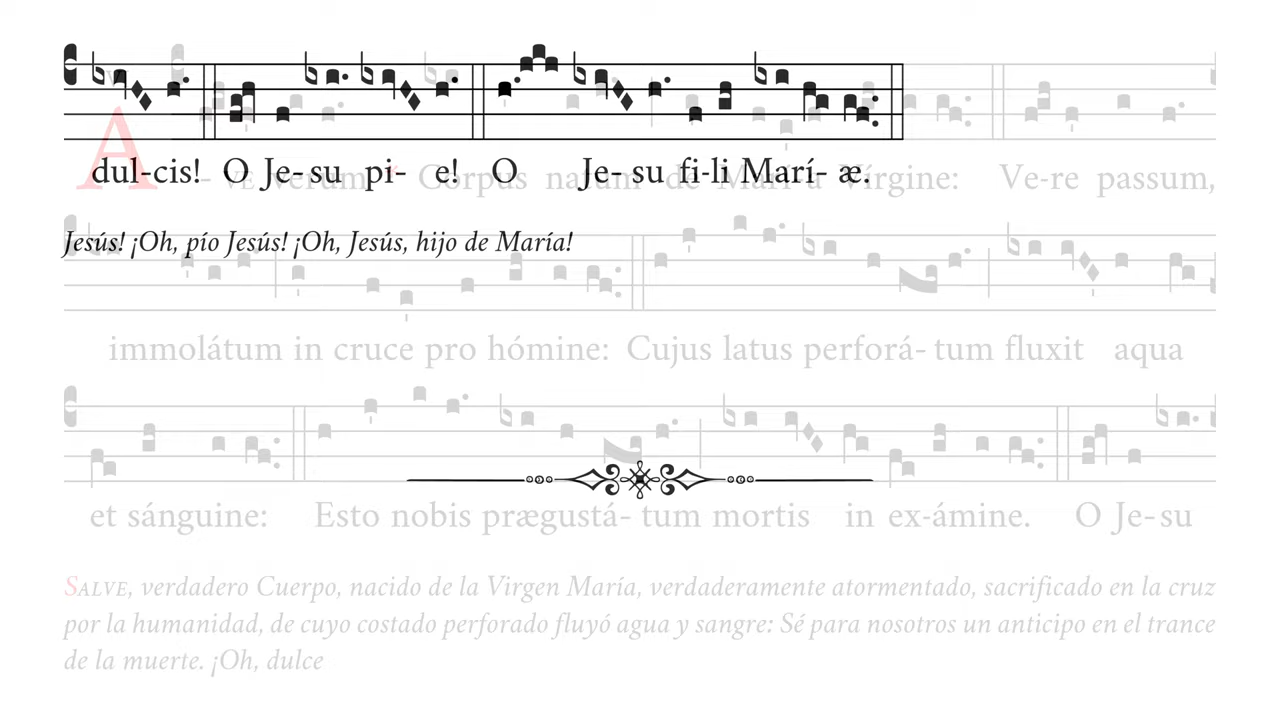 dul-cis! O Je-su pi- e! O Je-su fi-li Marí- æ.
Jesús! ¡Oh, pío Jesús! ¡Oh, Jesús, hijo de María!
A- VE verum Corpus natum de Marí-a Vírgine: Ve-re passum,
immolátum in cruce pro hómine: Cujus latus perforá-tum fluxit aqua
et sánguine: Esto nobis prægustá-tum mortis in ex-ámine. O Je-su
SALVE, verdadero Cuerpo, nacido de la Virgen María, verdaderamente atormentado, sacrificado en la cruz
por la humanidad, de cuyo costado perforado fluyó agua y sangre: Sé para nosotros un anticipo en el trance
de la muerte. ¡Oh, dulce